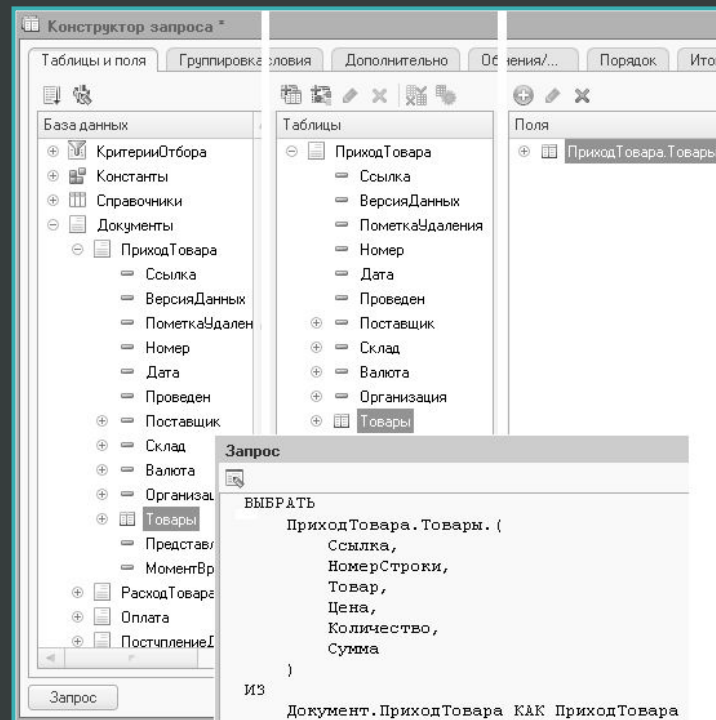 Конструктор запроса *
Таблицы и поля
Группировка
словия
Дополнительно
Об
нения/...
Порядок
Ито
База данных
КритерииОтбора
Константы
Справочники
Документы
ПриходТовара
Ссылка
ВерсияДанных
ПометкаУдален
Номер
Дата
Проведен
Поставщик
Склад
Валюта
Организац
Товары
Представл
МоментВр
РасходТовара
Оплата
ПоступлениеД
Запрос
Таблицы
ПриходТовара
Ссылка
ВерсияДанных
ПометкаУдаления
Номер
Дата
Проведен
Поставщик
Склад
Валюта
Организация
Товары
Поля
ПриходТовара.Товары
Запрос
ВЫБРАТЬ
ПриходТовара.Товары.(
Ссылка,
НомерСтроки,
Товар,
Цена,
Количество,
Сумма
)
ИЗ
Документ.ПриходТовара КАК ПриходТовара